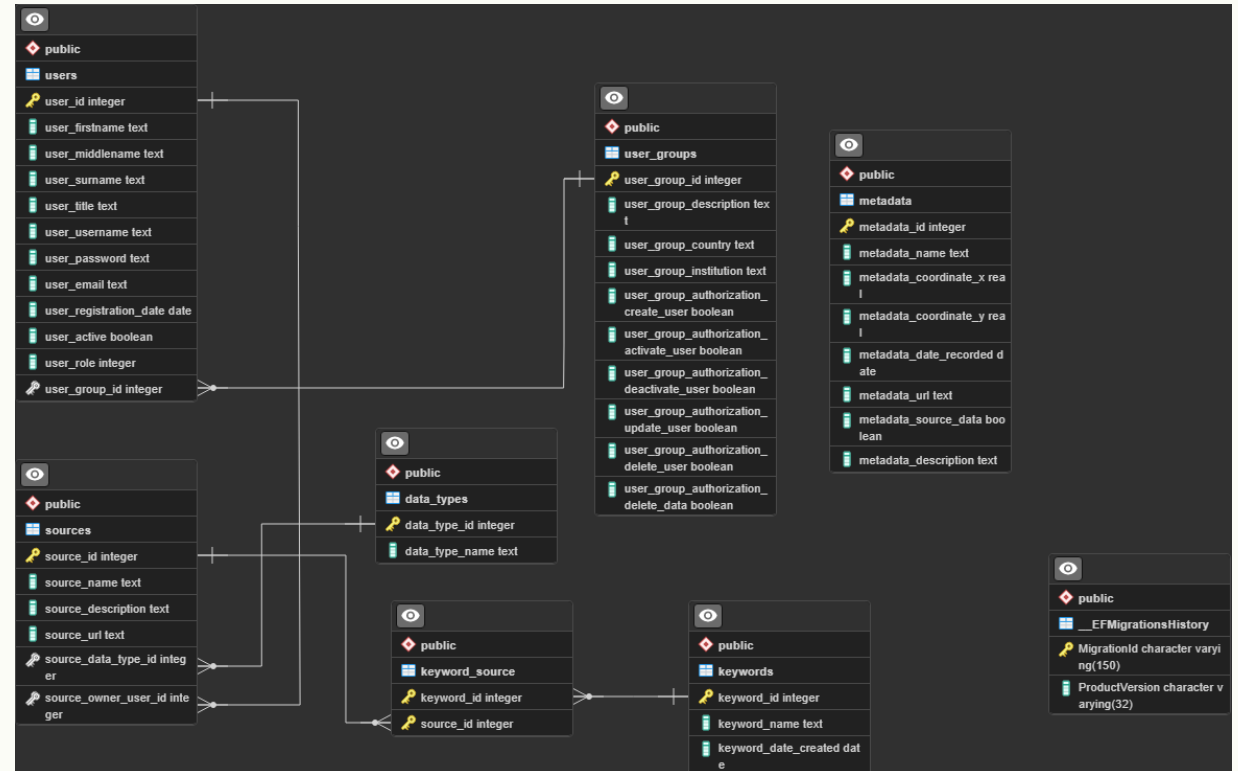 public
users
user_id integer
user_firstname text
user_middlename text
user_surname text
user_title text
user_username text
user_password text
user_email text
user_registration_date date
user_active boolean
user_role integer
user_group_id integer
public
user_groups
user_group_id integer
user_group_description tex
t
user_group_country text
user_group_institution text
user_group_authorization_
create_user boolean
user_group_authorization_
activate_user boolean
user_group_authorization_
deactivate_user boolean
user_group_authorization_
update_user boolean
user_group_authorization_
delete_user boolean
user_group_authorization_
delete_data boolean
public
metadata
metadata_id integer
metadata_name text
metadata_coordinate_x rea
l
metadata_coordinate_y rea
l
metadata_date_recorded d
ate
metadata_url text
metadata_source_data boo
lean
metadata_description text
public
sources
source_id integer
source_name text
source_description text
source_url text
source_data_type_id integ
er
source_owner_user_id inte
ger
public
data_types
data_type_id integer
data_type_name text
public
keyword_source
keyword_id integer
source_id integer
public
keywords
keyword_id integer
keyword_name text
keyword_date_created dat
e
public
__EFMigrationsHistory
MigrationId character varyi
ng(150)
ProductVersion character v
arying(32)